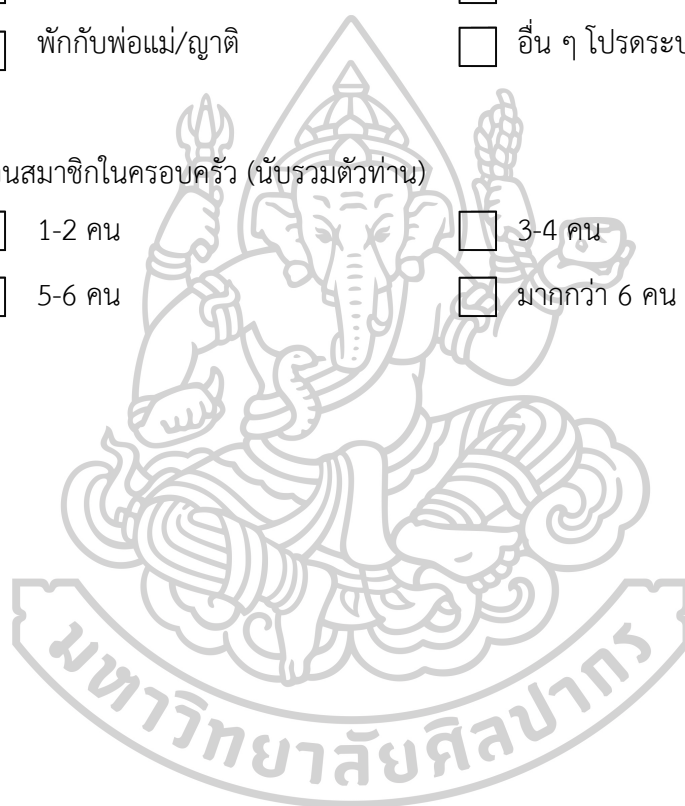 พักกับพ่อแม่/ญาติ อื่น ๆ โปรดระบ
นสมาชิกในครอบครัว (นับรวมตัวท่าน)
1-2 คน 3-4 คน
5-6 คน มากกว่า 6 คน
มหาวิทยาลัยศิลปากร